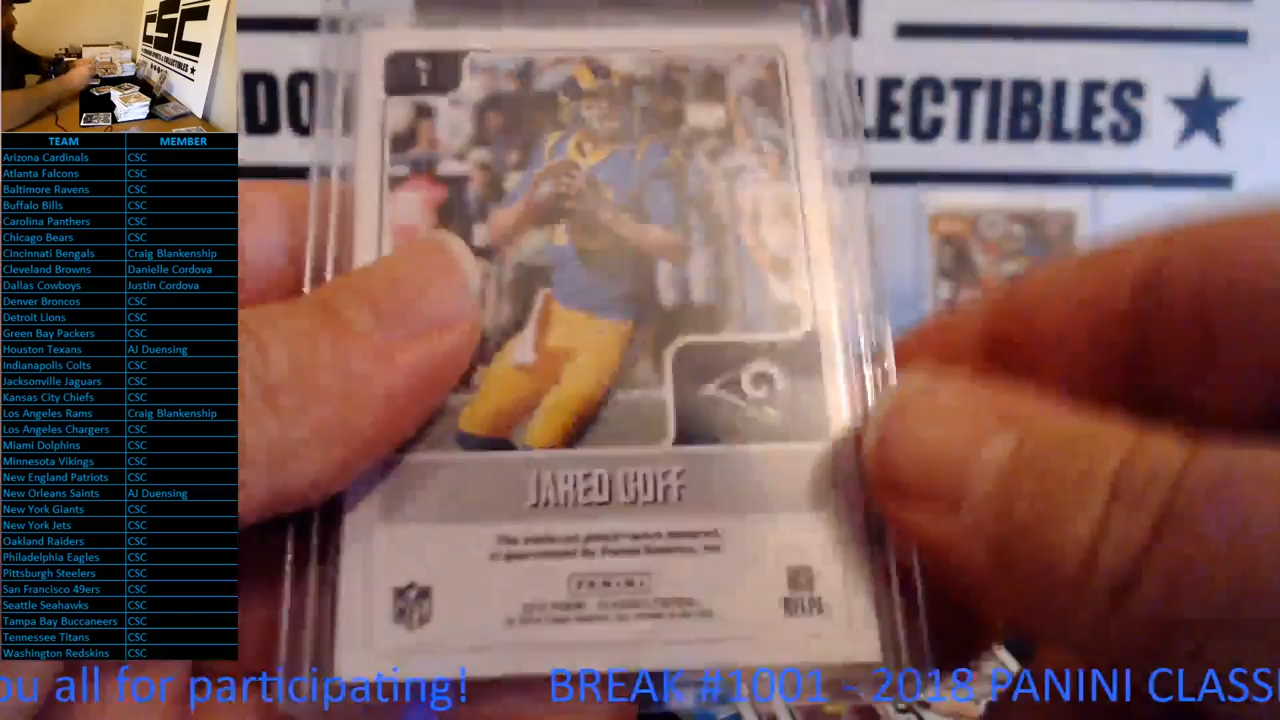 CSC
TEAM MEMBER
Arizona Cardinals CSC
Atlanta Falcons CSC
Baltimore Ravens CSC
Buffalo Bills CSC
Carolina Panthers CSC
Chicago Bears CSC
Cincinnati Bengals Craig Blankenship
Cleveland Browns Danielle Cordova
Dallas Cowboys Justin Cordova
Denver Broncos CSC
Detroit Lions CSC
Green Bay Packers CSC
Houston Texans AJ Duensing
Indianapolis Colts CSC
Jacksonville Jaguars CSC
Kansas City Chiefs CSC
Los Angeles Rams Craig Blankenship
Los Angeles Chargers CSC
Miami Dolphins CSC
Minnesota Vikings CSC
New England Patriots CSC
New Orleans Saints AJ Duensing
New York Giants CSC
New York Jets CSC
Oakland Raiders CSC
Philadelphia Eagles CSC
Pittsburgh Steelers CSC
San Francisco 49ers CSC
Seattle Seahawks CSC
Tampa Bay Buccaneers CSC
Tennessee Titans CSC
Washington Redskins CSC
DO LECTIBLES
JARED GOFF
PANINI
NFL
NFLPA
ou all for participating! BREAK #1001 - 2018 PANINI CLASSI